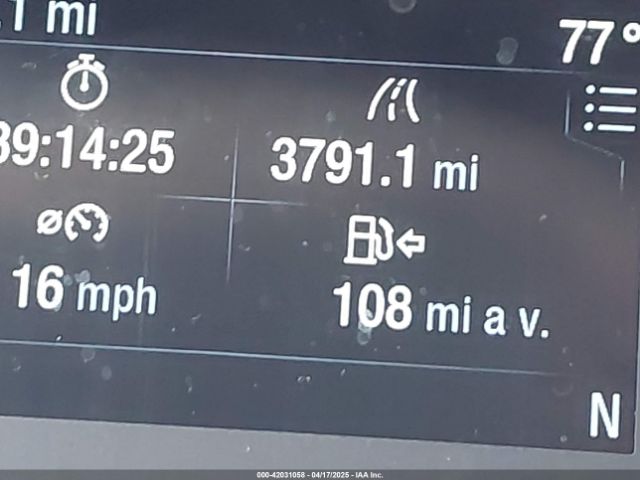 .1 mi
77°
39:14:25
3791.1 mi
16 mph
108 mi a v.
N
000-42031058 - 04/17/2025 - IAA Inc.